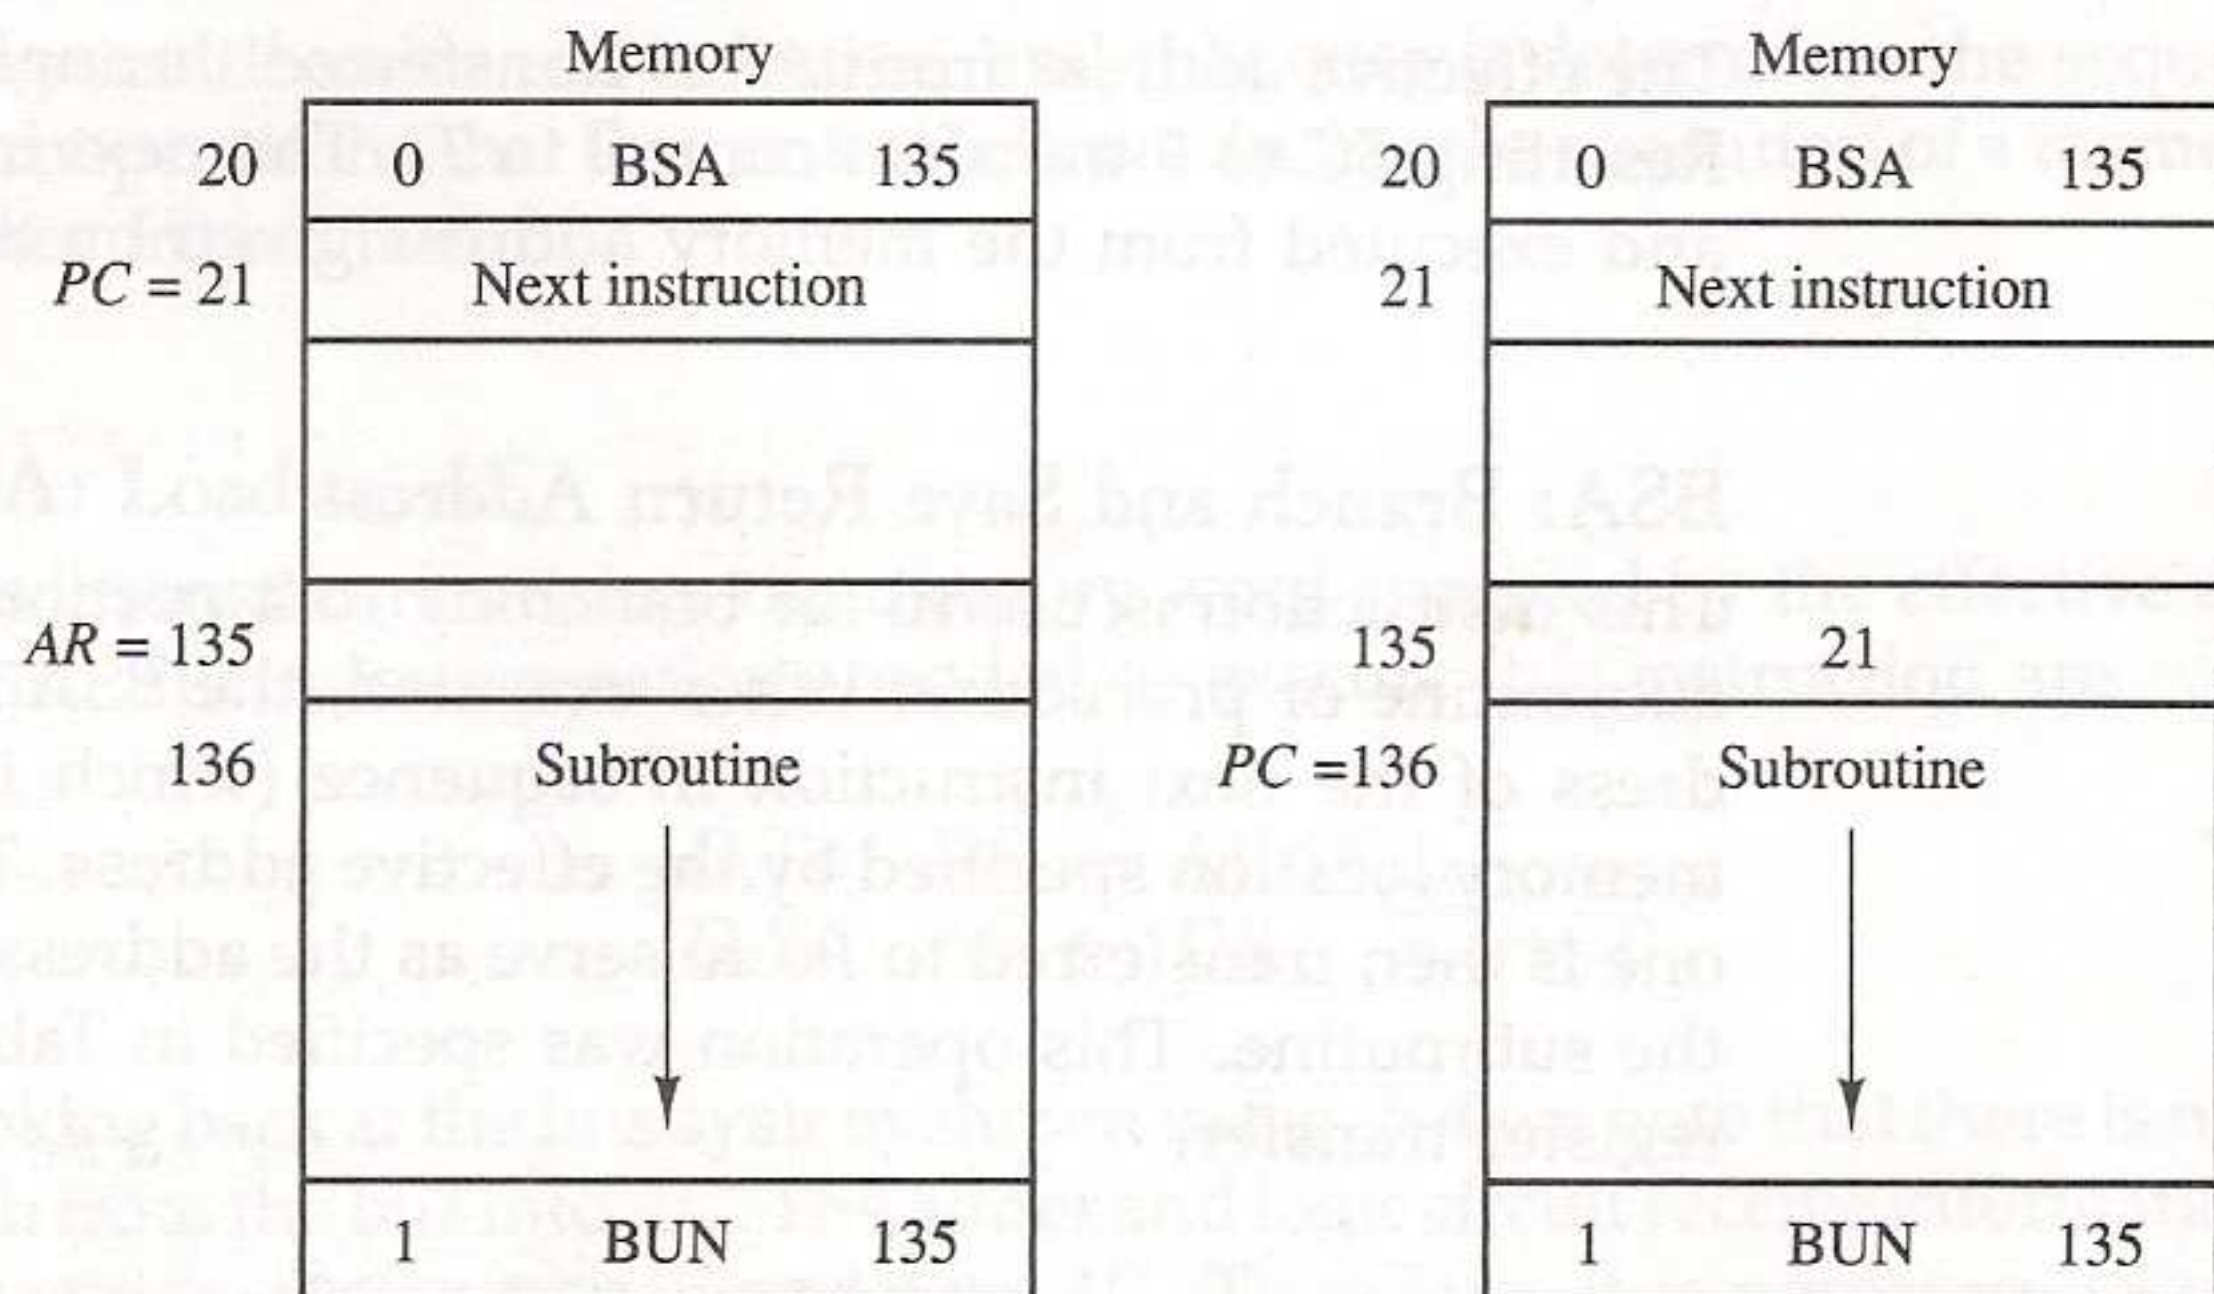 Memory
20 0 BSA 135
PC = 21 Next instruction
AR = 135
136 Subroutine
1 BUN 135
Memory
20 0 BSA 135
21 Next instruction
135 21
PC =136 Subroutine
1 BUN 135